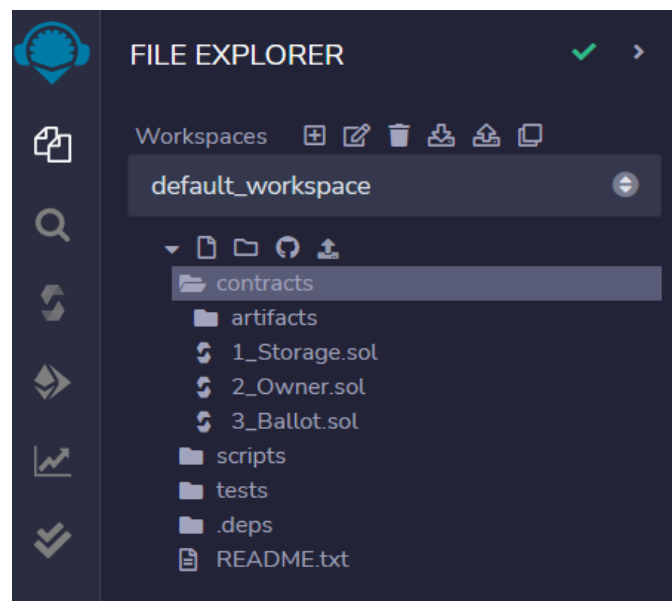 FILE EXPLORER
Workspaces
default_workspace
contracts
artifacts
1_Storage.sol
2_Owner.sol
3_Ballot.sol
scripts
tests
.deps
README.txt